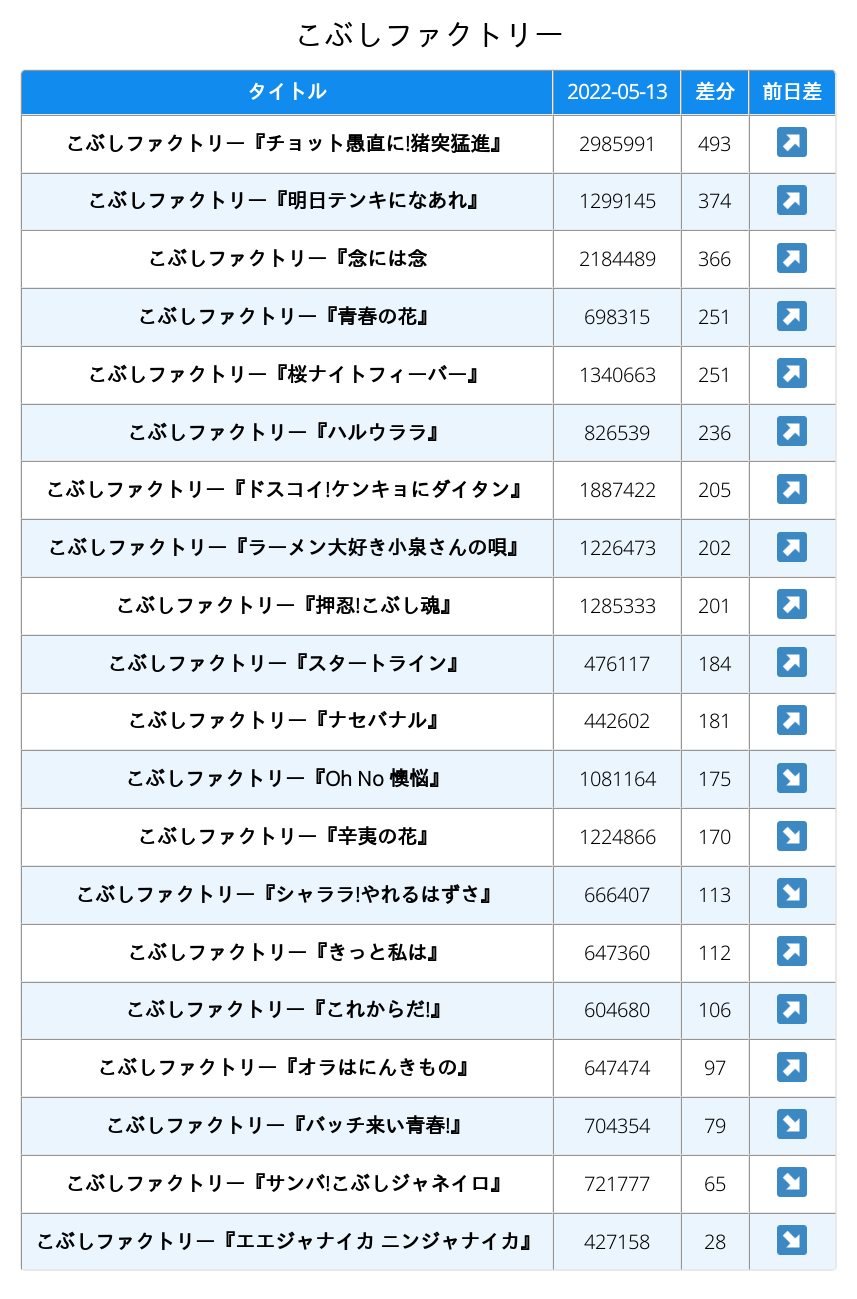 こぶしファクトリー
タイトル 2022-05-13 差分 前日差
こぶしファクトリー『チョット愚直に!猪突猛進』 2985991 493
こぶしファクトリー『明日テンキになあれ』 1299145 374
こぶしファクトリー『念には念 2184489 366
こぶしファクトリー『青春の花』 698315 251
こぶしファクトリー『桜ナイトフィーバー』 1340663 251
こぶしファクトリー『ハルウララ』 826539 236
こぶしファクトリー『ドスコイ!ケンキョにダイタン』 1887422 205
こぶしファクトリー『ラーメン大好き小泉さんの唄』 1226473 202
こぶしファクトリー『押忍!こぶし魂』 1285333 201
こぶしファクトリー『スタートライン』 476117 184
こぶしファクトリー『ナセバナル』 442602 181
こぶしファクトリー『Oh No 懊悩』 1081164 175
こぶしファクトリー『辛夷の花』 1224866 170
こぶしファクトリー『シャララ!やれるはずさ』 666407 113
こぶしファクトリー『きっと私は』 647360 112
こぶしファクトリー『これからだ!』 604680 106
こぶしファクトリー『オラはにんきもの』 647474 97
こぶしファクトリー『バッチ来い青春!』 704354 79
こぶしファクトリー『サンバ!こぶしジャネイロ』 721777 65
こぶしファクトリー『エエジャナイカ ニンジャナイカ』 427158 28